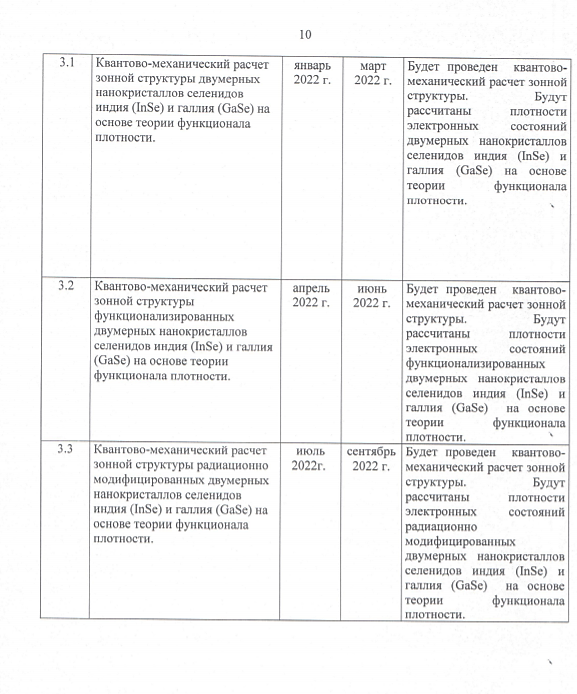 10
3.1
Квантово-механический расчет
зонной структуры двумерных
нанокристаллов селенидов
индия (InSe) и галлия (GaSe) на
основе теории функционала
плотности.
январь
2022 г.
март
2022 г.
Будет проведен квантово-
механический расчет зонной
структуры. Будут
рассчитаны плотности
электронных состояний
двумерных нанокристаллов
селенидов индия (InSe) и
галлия (GaSe) на основе
теории функционала
плотности.
3.2
Квантово-механический расчет
зонной структуры
функционализированных
двумерных нанокристаллов
селенидов индия (InSe) и галлия
(GaSe) на основе теории
функционала плотности.
апрель
2022 г.
июнь
2022 г.
Будет проведен квантово-
механический расчет зонной
структуры. Будут
рассчитаны плотности
электронных состояний
функционализированных
двумерных нанокристаллов
селенидов индия (InSe) и
галлия (GaSe) на основе
теории функционала
плотности.
3.3
Квантово-механический расчет
зонной структуры радиационно
модифицированных двумерных
нанокристаллов селенидов
индия (InSe) и галлия (GaSe) на
основе теории функционала
плотности.
июль
2022г.
сентябрь
2022 г.
Будет проведен квантово-
механический расчет зонной
структуры. Будут
рассчитаны плотности
электронных состояний
радиационно
модифицированных
двумерных нанокристаллов
селенидов индия (InSe) и
галлия (GaSe) на основе
теории функционала
плотности.